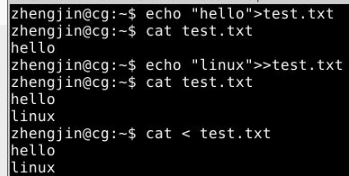 zhengjin@cg:~$ echo "hello">test.txt
zhengjin@cg:~$ cat test.txt
hello
zhengjin@cg:~$ echo "linux">>test.txt
zhengjin@cg:~$ cat test.txt
hello
linux
zhengjin@cg:~$ cat < test.txt
hello
linux